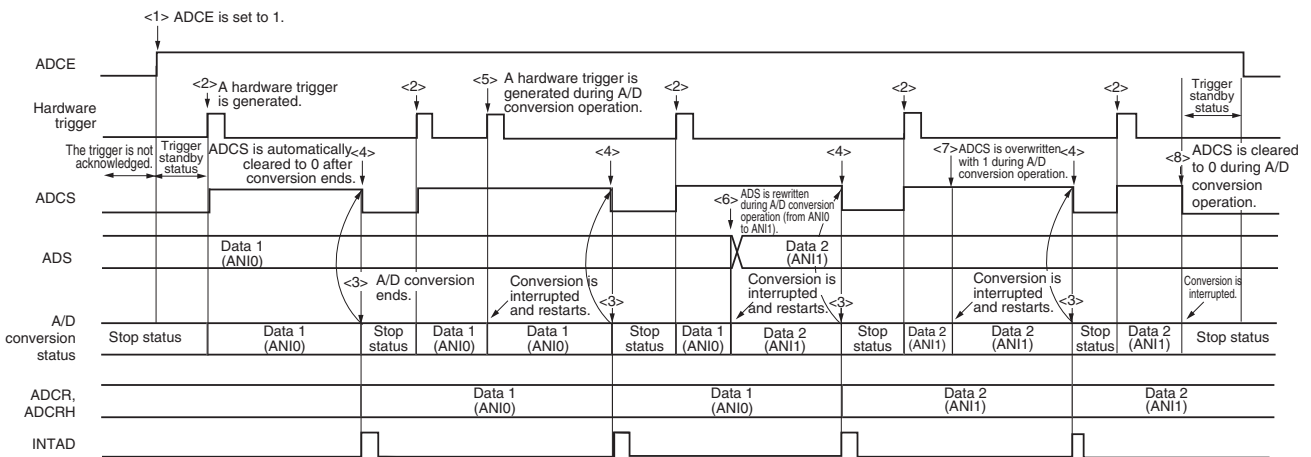 <1> ADCE is set to 1.
ADCE
<2> A hardware trigger
is generated.
<2>
<5> A hardware trigger is
generated during A/D
conversion operation.
<2>
<2>
<2>
Trigger
standby
status
Hardware
trigger
The trigger is not
acknowledged.
Trigger
standby
status
ADCS is automatically
cleared to 0 after
conversion ends.
<4>
<4>
<4>
<7> ADCS is overwritten
with 1 during A/D
conversion operation.
<4>
<8> ADCS is cleared
to 0 during A/D
conversion
operation.
ADCS
<6> ADS is rewritten
during A/D conversion
operation (from ANI0
to ANI1).
ADS
Data 1
(ANI0)
Data 2
(ANI1)
<3> A/D conversion
ends.
Conversion is
interrupted
and restarts.
<3>
Conversion is
interrupted
and restarts.
<3>
Conversion is
interrupted
and restarts.
<3>
Conversion is
interrupted.
A/D
conversion
status
Stop status
Data 1
(ANI0)
Stop
status
Data 1
(ANI0)
Data 1
(ANI0)
Stop
status
Data 1
(ANI0)
Data 2
(ANI1)
Stop
status
Data 2
(ANI1)
Data 2
(ANI1)
Stop
status
Data 2
(ANI1)
Stop status
ADCR,
ADCRH
Data 1
(ANI0)
Data 1
(ANI0)
Data 2
(ANI1)
Data 2
(ANI1)
INTAD